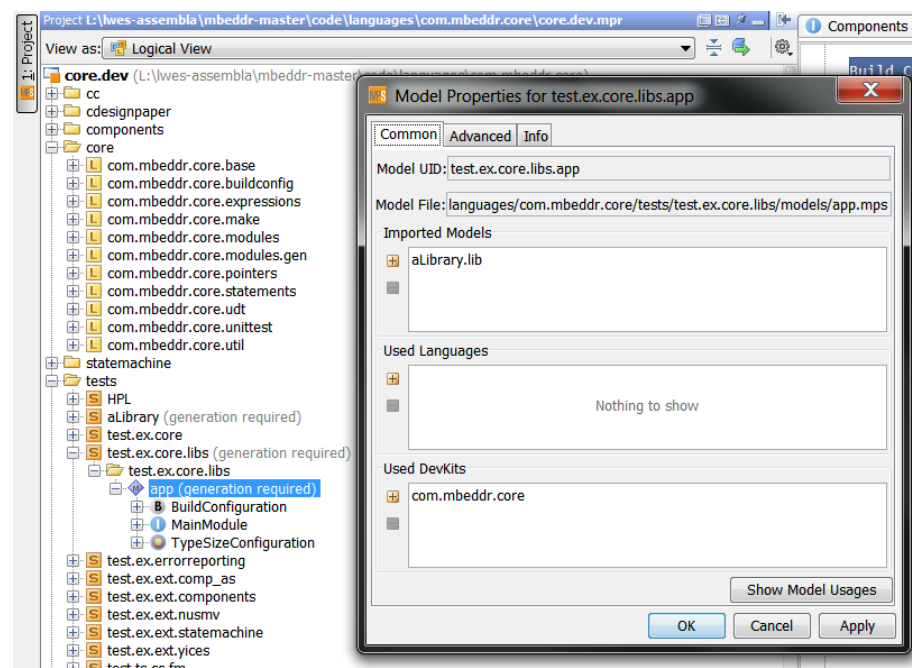 Project L:\lwes-assembla\mbeddr-master\code\languages\com.mbeddr.core\core.dev.mpr
1: Project
View as: Logical View
Components
core.dev (L:\lwes-assembla\mbeddr-master\code\languages\com.mbeddr.core)
Build C
cc
cdesignpaper
components
core
com.mbeddr.core.base
com.mbeddr.core.buildconfig
com.mbeddr.core.expressions
com.mbeddr.core.make
com.mbeddr.core.modules
com.mbeddr.core.modules.gen
com.mbeddr.core.pointers
com.mbeddr.core.statements
com.mbeddr.core.udt
com.mbeddr.core.unittest
com.mbeddr.core.util
statemachine
tests
HPL
aLibrary (generation required)
test.ex.core
test.ex.core.libs (generation required)
test.ex.core.libs
app (generation required)
BuildConfiguration
MainModule
TypeSizeConfiguration
test.ex.errorreporting
test.ex.ext.comp_as
test.ex.ext.components
test.ex.ext.nusmv
test.ex.ext.statemachine
test.ex.ext.yices
Model Properties for test.ex.core.libs.app
Common Advanced Info
Model UID: test.ex.core.libs.app
Model File: languages/com.mbeddr.core/tests/test.ex.core.libs/models/app.mps
Imported Models
aLibrary.lib
Used Languages
Nothing to show
Used DevKits
com.mbeddr.core
Show Model Usages
OK Cancel Apply